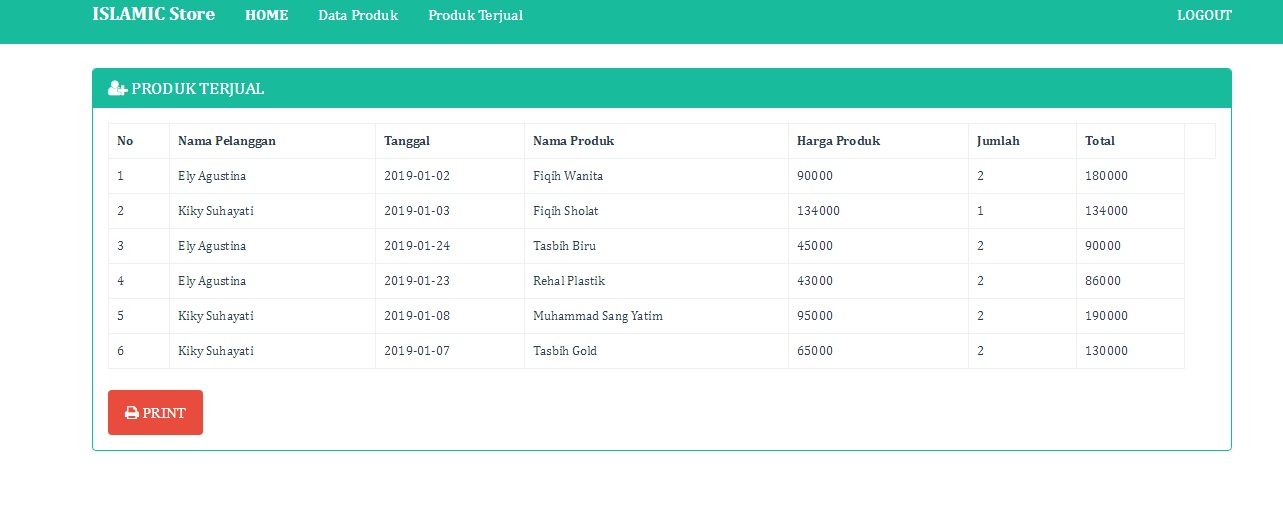 ISLAMIC Store HOME Data Produk Produk Terjual LOGOUT
PRODUK TERJUAL
No Nama Pelanggan Tanggal Nama Produk Harga Produk Jumlah Total
1 Ely Agustina 2019-01-02 Fiqih Wanita 90000 2 180000
2 Kiky Suhayati 2019-01-03 Fiqih Sholat 134000 1 134000
3 Ely Agustina 2019-01-24 Tasbih Biru 45000 2 90000
4 Ely Agustina 2019-01-23 Rehal Plastik 43000 2 86000
5 Kiky Suhayati 2019-01-08 Muhammad Sang Yatim 95000 2 190000
6 Kiky Suhayati 2019-01-07 Tasbih Gold 65000 2 130000
PRINT